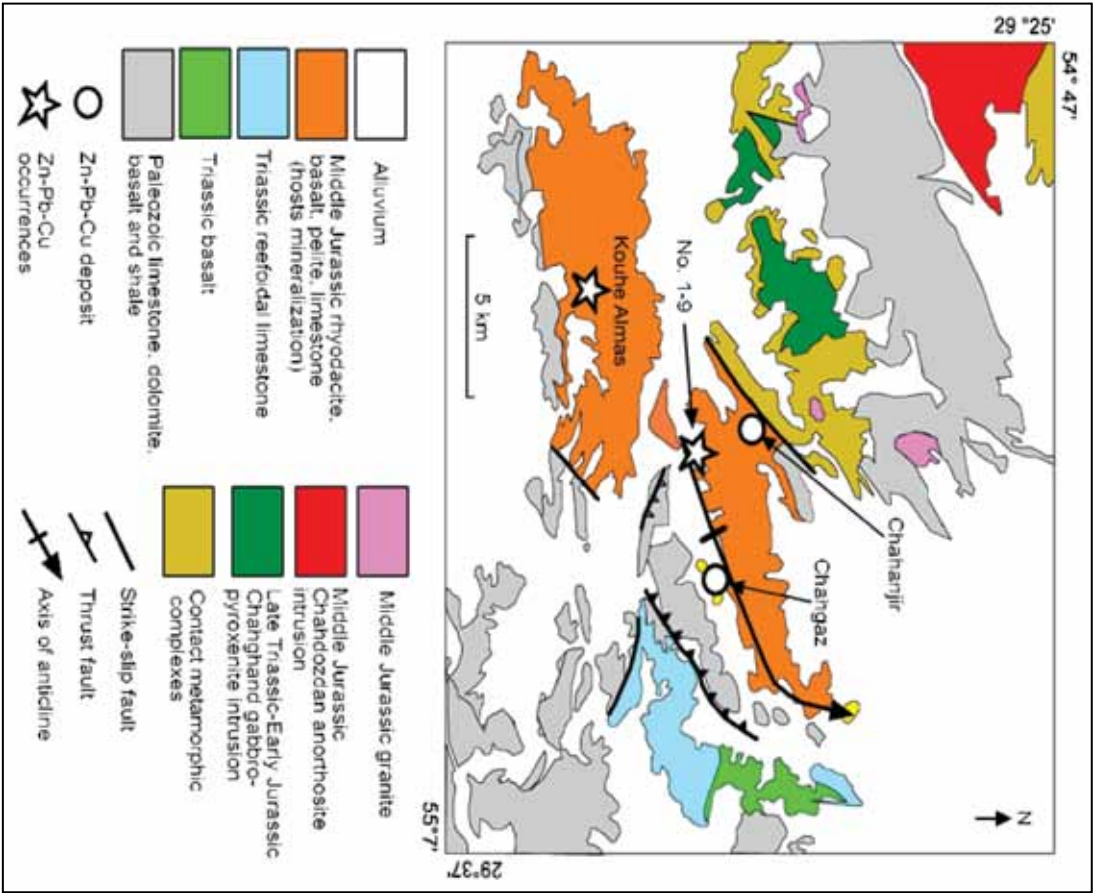 29 °25'
54° 47'
Kouhe Almas
No. 1-9
Chahanjir
Chahgaz
5 km
N
55°7'
29°37'
Alluvium
Middle Jurassic rhyodacite,
basalt, pelite, limestone
(hosts mineralization)
Triassic reefoidal limestone
Triassic basalt
Paleozoic limestone, dolomite,
basalt and shale
Zn-Pb-Cu deposit
Zn-Pb-Cu
occurrences
Middle Jurassic granite
Middle Jurassic
Chahdozdan anorthosite
intrusion
Late Triassic-Early Jurassic
Chahghand gabbro-
pyroxenite intrusion
Contact metamorphic
complexes
Strike-slip fault
Thrust fault
Axis of anticline